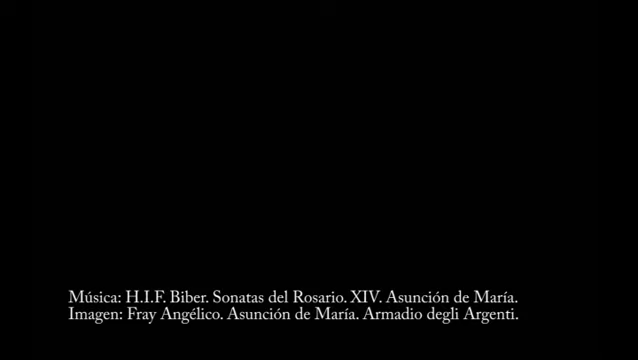 Música: H.I.F. Biber. Sonatas del Rosario. XIV. Asunción de María.
Imagen: Fray Angélico. Asunción de María. Armadio degli Argenti.